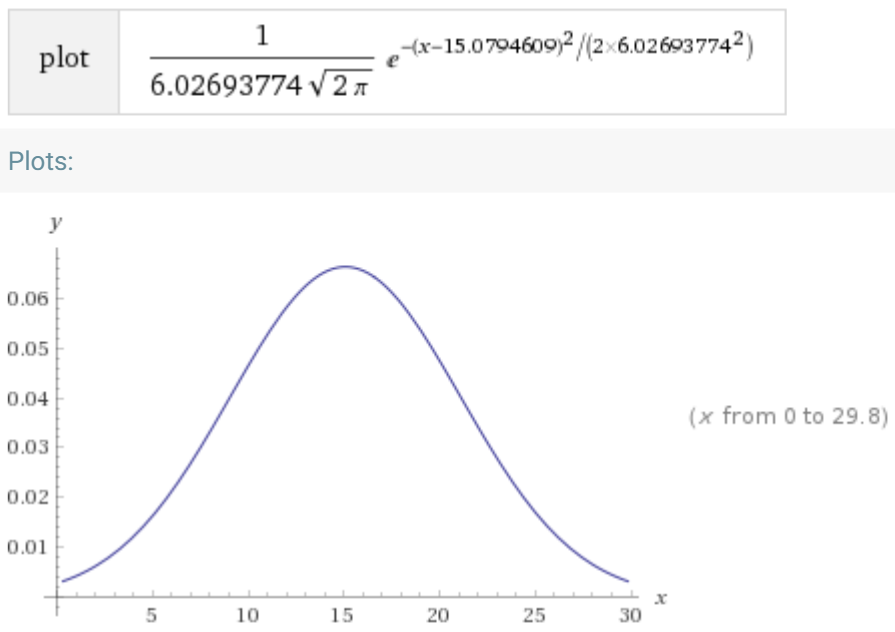 plot 1
6.02693774 √2 π e^-(x-15.0794609)^2/(2×6.02693774^2)
Plots:
y
0.06
0.05
0.04
(x from 0 to 29.8)
0.03
0.02
0.01
x
5 10 15 20 25 30